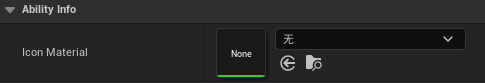 Ability Info
Icon Material
None
无